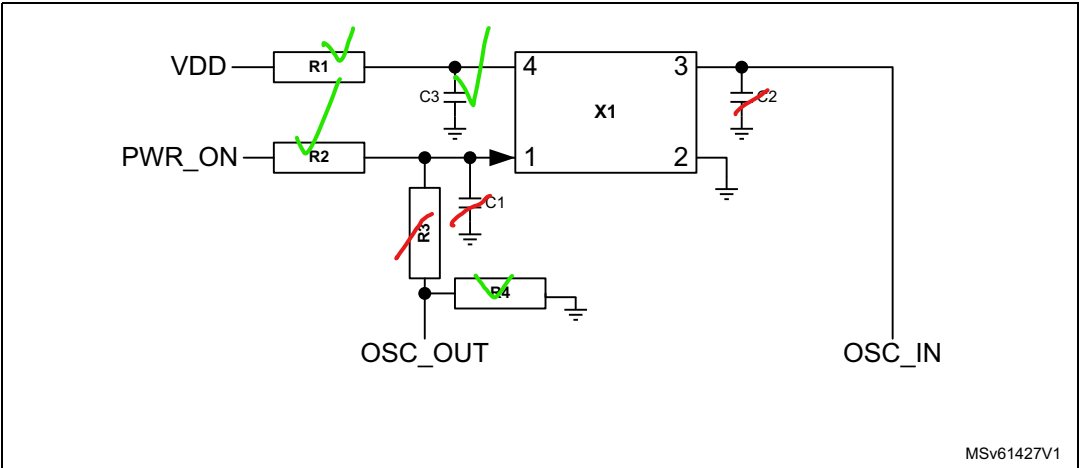 VDD R1 4 3
C3 X1 C2
PWR_ON R2 1 2
C1
R3
R4
OSC_OUT OSC_IN
MSv61427V1